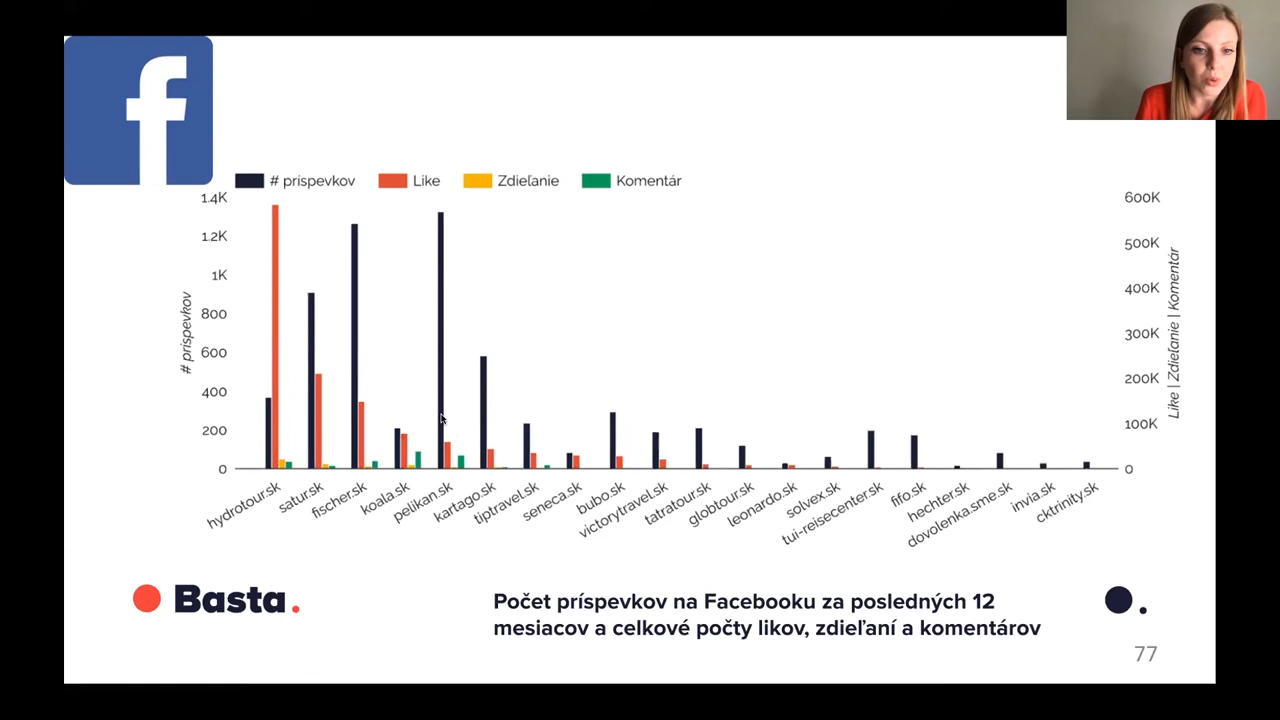 # príspevkov
Like
Zdieľanie
Komentár
1.4K
1.2K
1K
800
600
400
200
0
# príspevkov
600K
500K
400K
300K
200K
100K
0
Like | Zdieľanie | Komentár
hydrotour.sk
satur.sk
fischer.sk
koala.sk
pelikan.sk
kartago.sk
tiptravel.sk
seneca.sk
bubo.sk
victorytravel.sk
tatratour.sk
globtour.sk
leonardo.sk
solvex.sk
tui-reisecenter.sk
fifo.sk
hechter.sk
dovolenka.sme.sk
invia.sk
cktrinity.sk
Basta.
Počet príspevkov na Facebooku za posledných 12
mesiacov a celkové počty likov, zdieľaní a komentárov
77